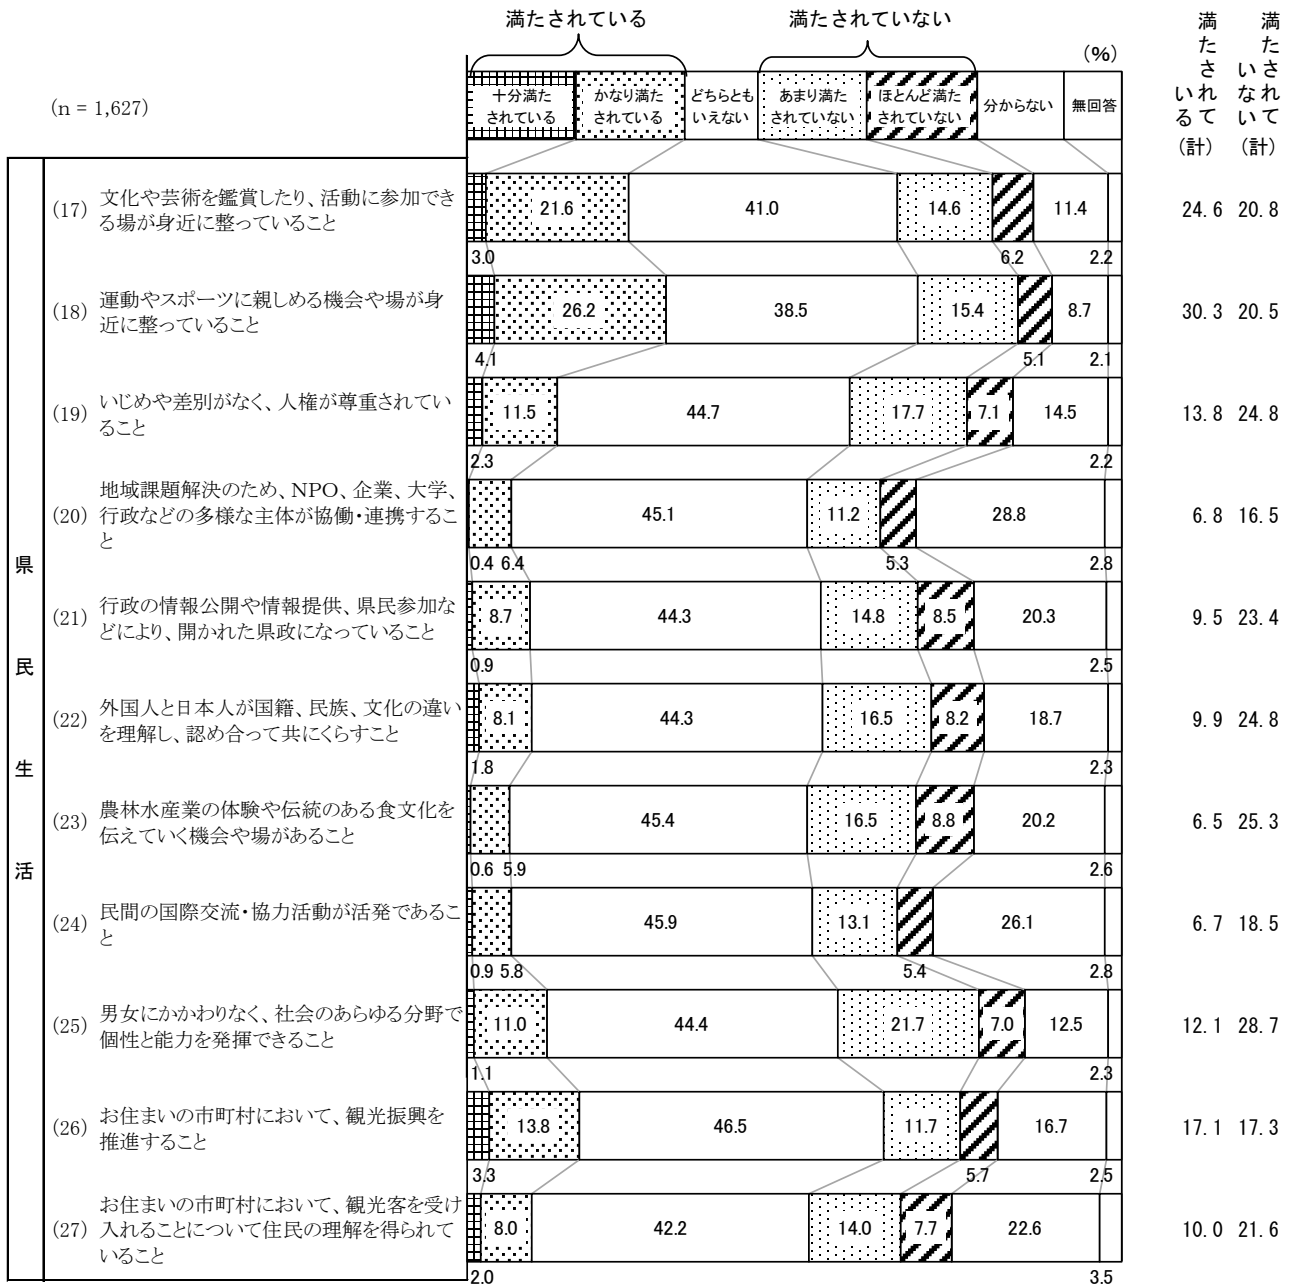 満たされている
満たされていない
(%)
満たされている(計)
満たされていない(計)
(n = 1,627)
十分満たされている
かなり満たされている
どちらともいえない
あまり満たされていない
ほとんど満たされていない
分からない
無回答
県民生活
(17) 文化や芸術を鑑賞したり、活動に参加でき
る場が身近に整っていること
21.6 41.0 14.6 11.4 24.6 20.8
3.0 6.2 2.2
(18) 運動やスポーツに親しめる機会や場が身
近に整っていること
26.2 38.5 15.4 8.7 30.3 20.5
4.1 5.1 2.1
(19) いじめや差別がなく、人権が尊重されてい
ること
11.5 44.7 17.7 7.1 14.5 13.8 24.8
2.3 2.2
(20) 地域課題解決のため、NPO、企業、大学、
行政などの多様な主体が協働・連携するこ
と
45.1 11.2 28.8 6.8 16.5
0.4 6.4 5.3 2.8
(21) 行政の情報公開や情報提供、県民参加な
どにより、開かれた県政になっていること
8.7 44.3 14.8 8.5 20.3 9.5 23.4
0.9 2.5
(22) 外国人と日本人が国籍、民族、文化の違い
を理解し、認め合って共にくらすこと
8.1 44.3 16.5 8.2 18.7 9.9 24.8
1.8 2.3
(23) 農林水産業の体験や伝統のある食文化を
伝えていく機会や場があること
45.4 16.5 8.8 20.2 6.5 25.3
0.6 5.9 2.6
(24) 民間の国際交流・協力活動が活発であるこ
と
45.9 13.1 26.1 6.7 18.5
0.9 5.8 5.4 2.8
(25) 男女にかかわりなく、社会のあらゆる分野で
個性と能力を発揮できること
11.0 44.4 21.7 7.0 12.5 12.1 28.7
1.1 2.3
(26) お住まいの市町村において、観光振興を
推進すること
13.8 46.5 11.7 16.7 17.1 17.3
3.3 5.7 2.5
(27) お住まいの市町村において、観光客を受け
入れることについて住民の理解を得られて
いること
8.0 42.2 14.0 7.7 22.6 10.0 21.6
2.0 3.5